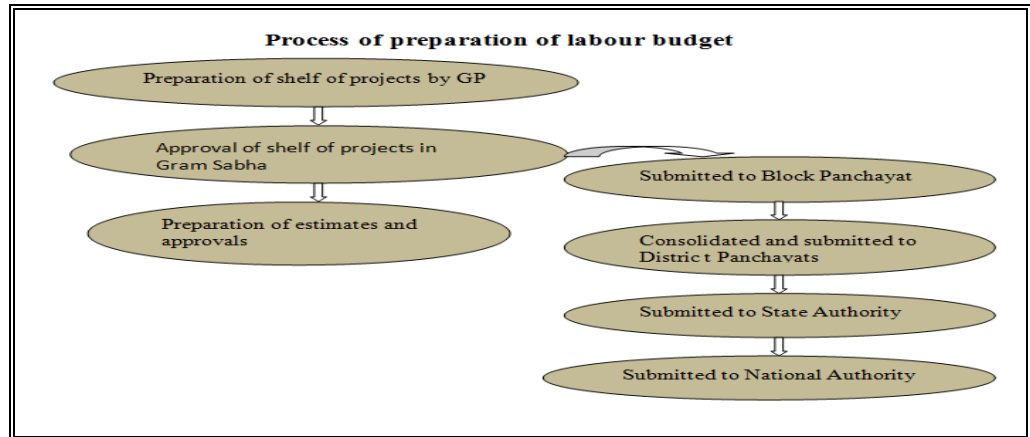 Process of preparation of labour budget
Preparation of shelf of projects by GP
Approval of shelf of projects in
Gram Sabha
Preparation of estimates and
approvals
Submitted to Block Panchayat
Consolidated and submitted to
Distric t Panchavats
Submitted to State Authority
Submitted to National Authority